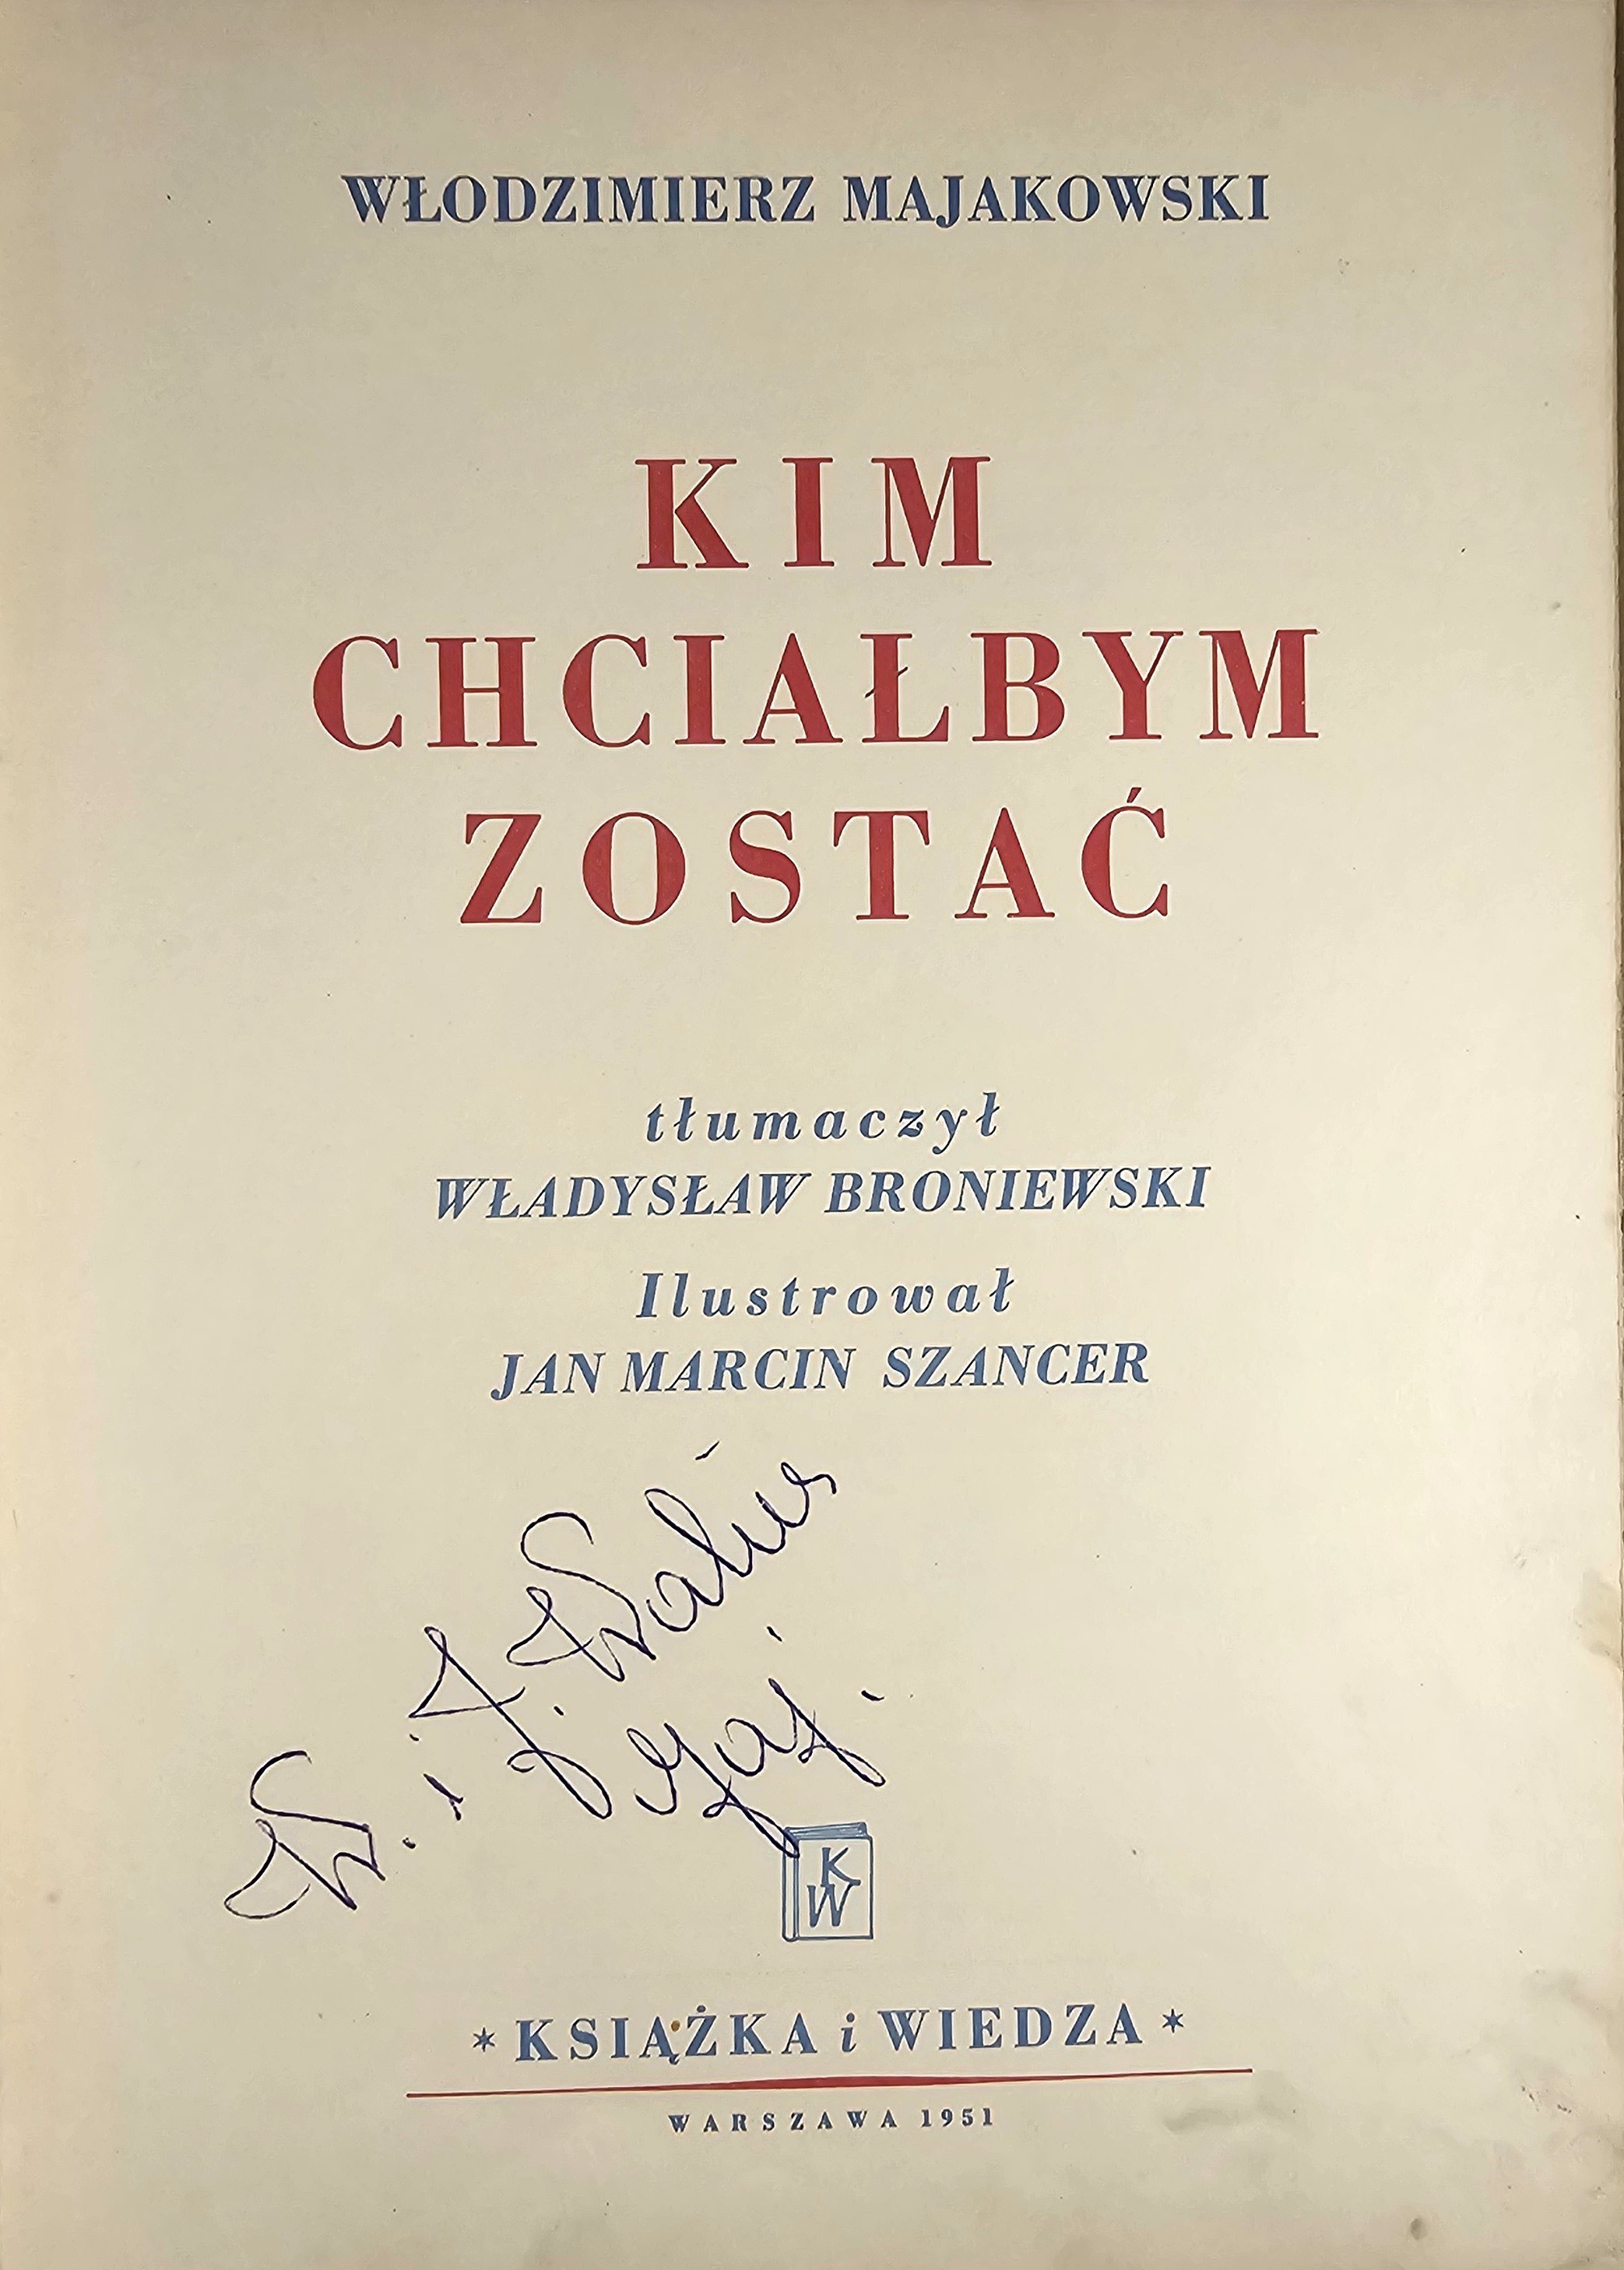 WŁODZIMIERZ MAJAKOWSKI
KIM
CHCIAŁBYM
ZOSTAĆ
tłumaczył
WŁADYSŁAW BRONIEWSKI
Ilustrował
JAN MARCIN SZANCER
W. i J.
KW
* KSIĄŻKA i WIEDZA *
WARSZAWA 1951